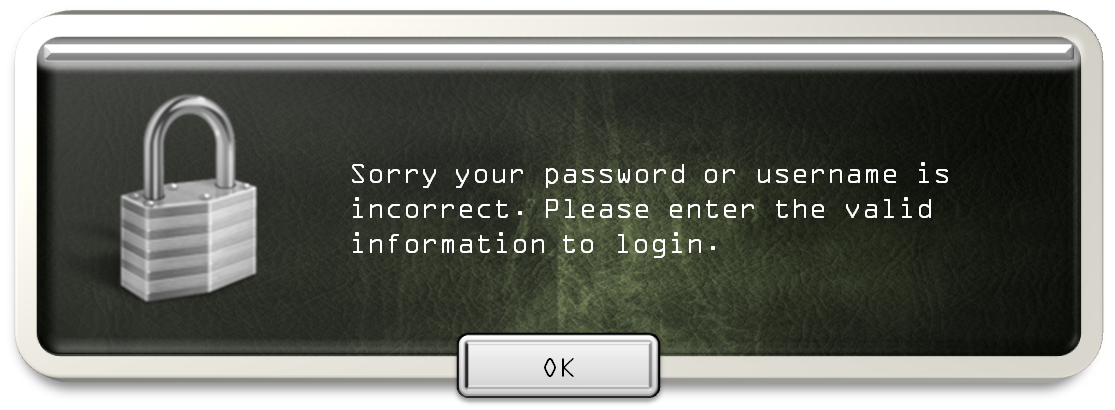 Sorry your password or username is
incorrect. Please enter the valid
information to login.
OK